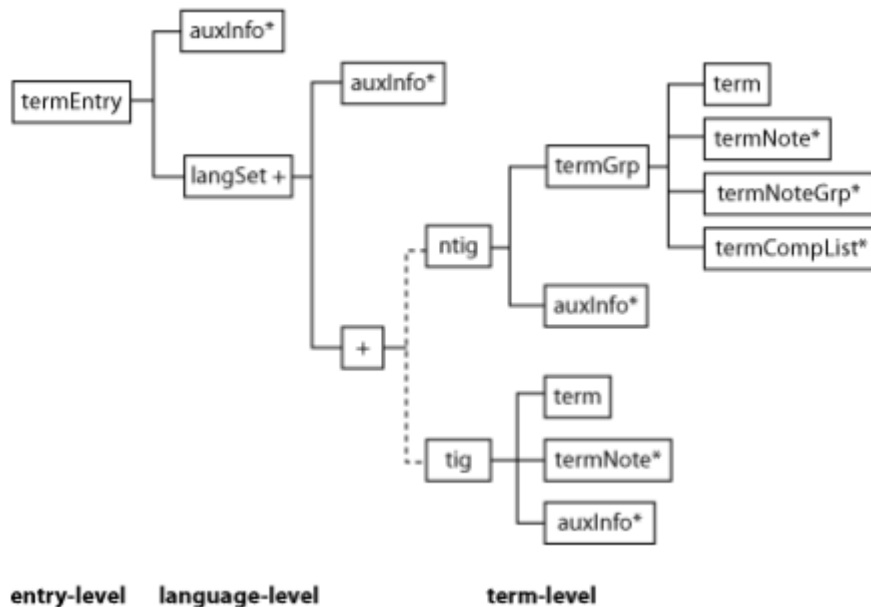 auxInfo*
termEntry
langSet +
auxInfo*
+
ntig
termGrp
term
termNote*
termNoteGrp*
termCompList*
auxInfo*
tig
term
termNote*
auxInfo*
entry-level language-level term-level